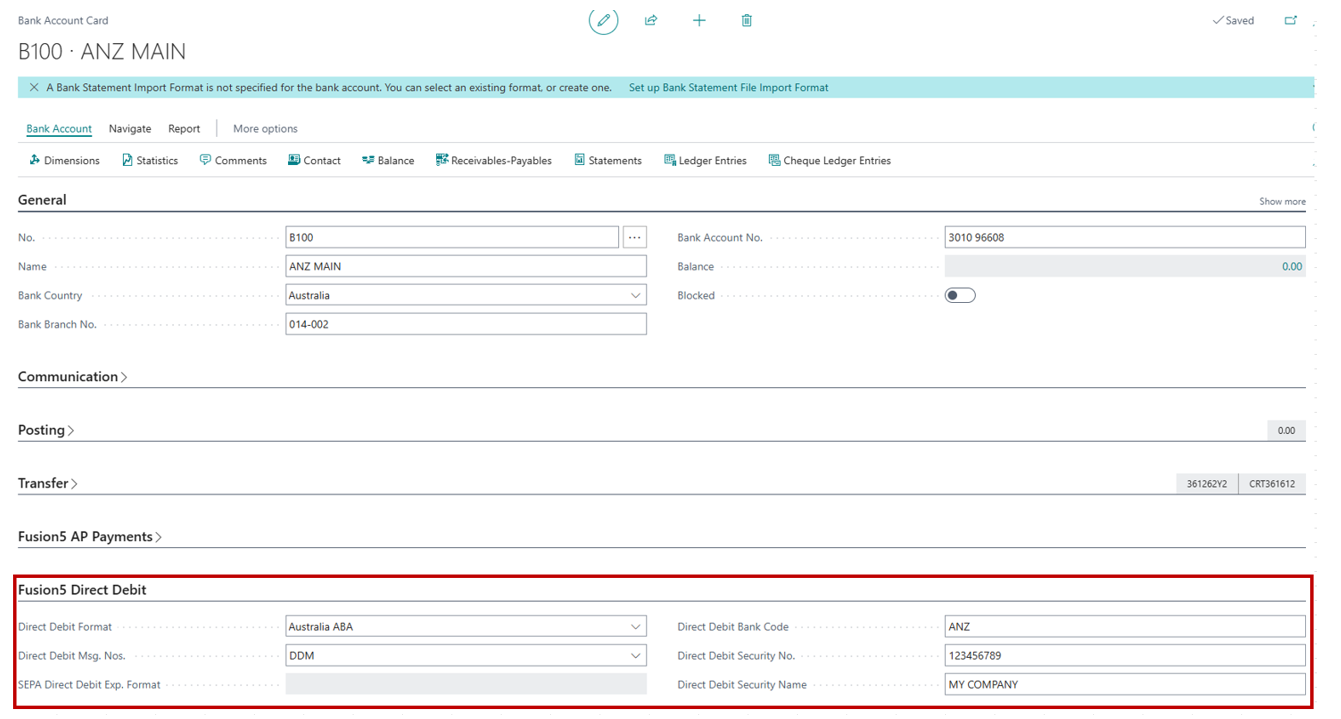 Bank Account Card
Saved
B100 · ANZ MAIN
A Bank Statement Import Format is not specified for the bank account. You can select an existing format, or create one. Set up Bank Statement File Import Format
Bank Account Navigate Report More options
Dimensions Statistics Comments Contact Balance Receivables-Payables Statements Ledger Entries Cheque Ledger Entries
General Show more
No. B100 ... Bank Account No. 3010 96608
Name ANZ MAIN Balance 0.00
Bank Country Australia Blocked
Bank Branch No. 014-002
Communication
Posting 0.00
Transfer 361262Y2 CRT361612
Fusion5 AP Payments
Fusion5 Direct Debit
Direct Debit Format Australia ABA Direct Debit Bank Code ANZ
Direct Debit Msg. Nos. DDM Direct Debit Security No. 123456789
SEPA Direct Debit Exp. Format Direct Debit Security Name MY COMPANY